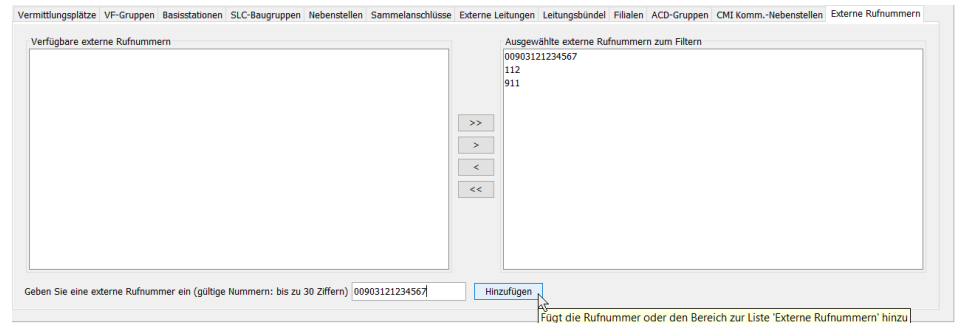 Vermittlungsplätze VF-Gruppen Basisstationen SLC-Baugruppen Nebenstellen Sammelanschlüsse Externe Leitungen Leitungsbündel Filialen ACD-Gruppen CMI Komm.-Nebenstellen Externe Rufnummern
Verfügbare externe Rufnummern
Ausgewählte externe Rufnummern zum Filtern
00903121234567
112
911
>>
>
<
<<
Geben Sie eine externe Rufnummer ein (gültige Nummern: bis zu 30 Ziffern) 00903121234567 Hinzufügen
Fügt die Rufnummer oder den Bereich zur Liste 'Externe Rufnummern' hinzu